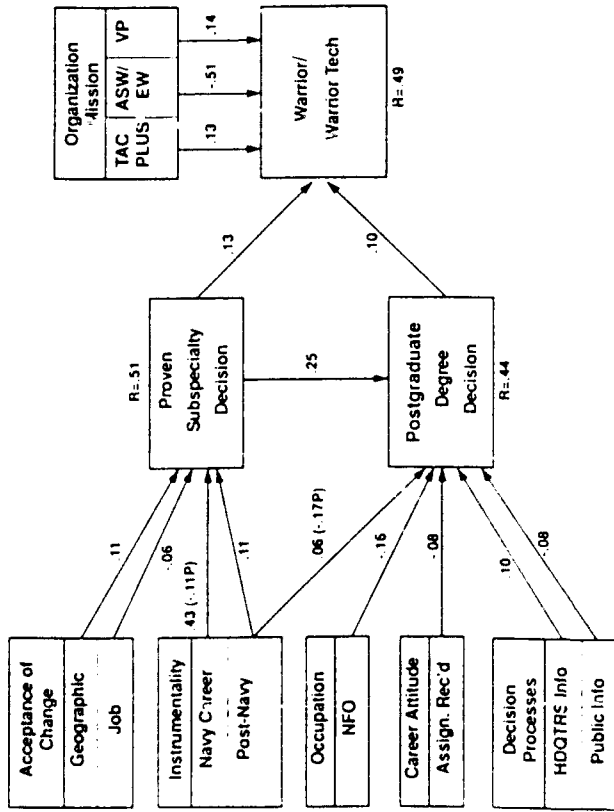 Acceptance of
Change
Geographic
Job
Instrumentality
Navy Career
Post-Navy
Occupation
NFO
Career Attitude
Assign. Rec'd
Decision
Processes
HDQTRS Info
Public Info
.11
-.06
.43 (-.11P)
.11
.06 (-.17P)
-.16
-.08
.10
-.08
R=.51
Proven
Subspecialty
Decision
.25
Postgraduate
Degree
Decision
R=.44
.13
.10
Organization
Mission
TAC
PLUS
ASW/
EW
VP
.13
-.51
.14
Warrior/
Warrior Tech
R=.49